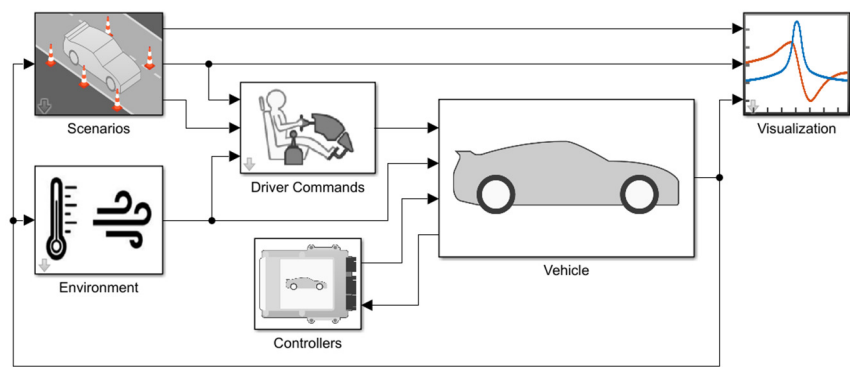 Scenarios
Visualization
Driver Commands
Environment
Vehicle
Controllers